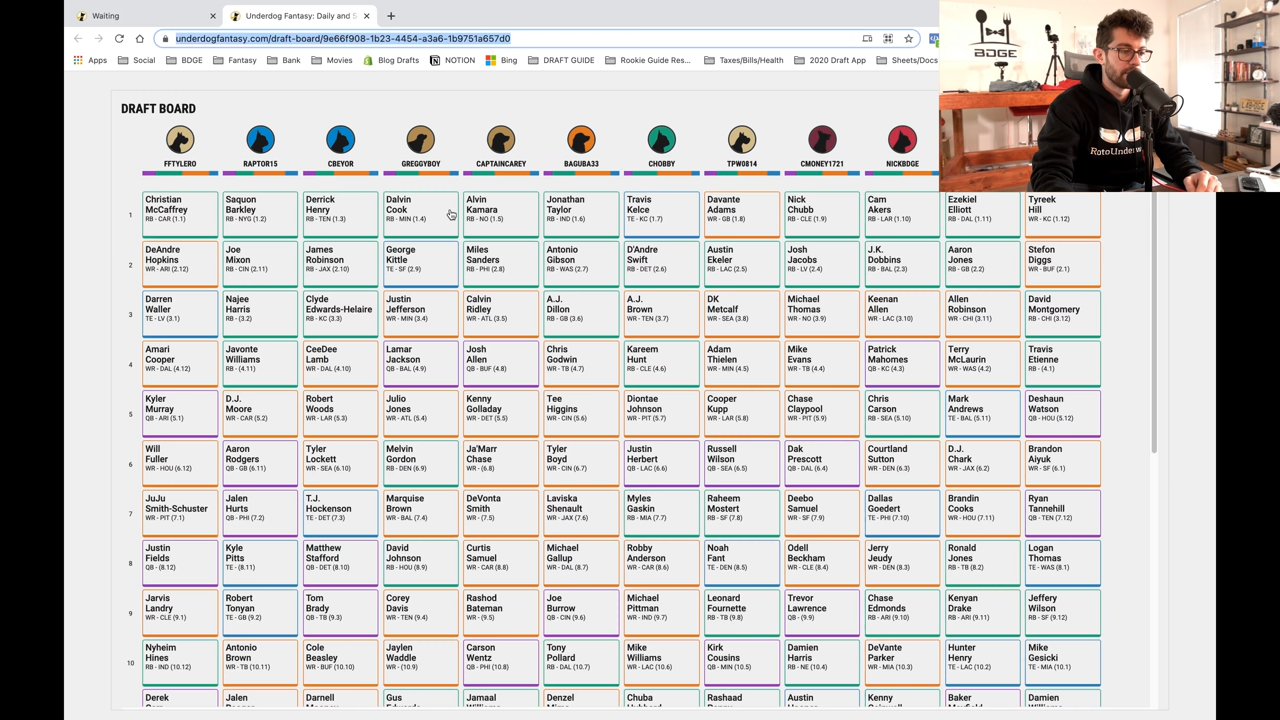 Waiting
Underdog Fantasy: Daily and S
underdogfantasy.com/draft-board/9e66f908-1b23-4454-a3a6-1b9751a657d0
Apps Social BDGE Fantasy Bank Movies Blog Drafts NOTION Bing DRAFT GUIDE Rookie Guide Res... Taxes/Bills/Health 2020 Draft App Sheets/Docs
BDGE
RotoUnderw
DRAFT BOARD
FFTYLERO RAPTOR15 CBEYOR GREGGYBOY CAPTAINCAREY BAGUBA33 CHOBBY TPW0814 CMONEY1721 NICKBDGE
Christian Saquon Derrick Dalvin Alvin Jonathan Travis Davante Nick Cam Ezekiel Tyreek
1 McCaffrey Barkley Henry Cook Kamara Taylor Kelce Adams Chubb Akers Elliott Hill
RB - CAR (1.1) RB - NYG (1.2) RB - TEN (1.3) RB - MIN (1.4) RB - NO (1.5) RB - IND (1.6) TE - KC (1.7) WR - GB (1.8) RB - CLE (1.9) RB - LAR (1.10) RB - DAL (1.11) WR - KC (1.12)
DeAndre Joe James George Miles Antonio D'Andre Austin Josh J.K. Aaron Stefon
2 Hopkins Mixon Robinson Kittle Sanders Gibson Swift Ekeler Jacobs Dobbins Jones Diggs
WR - ARI (2.12) RB - CIN (2.11) RB - JAX (2.10) TE - SF (2.9) RB - PHI (2.8) RB - WAS (2.7) RB - DET (2.6) RB - LAC (2.5) RB - LV (2.4) RB - BAL (2.3) RB - GB (2.2) WR - BUF (2.1)
Darren Najee Clyde Justin Calvin A.J. A.J. DK Michael Keenan Allen David
3 Waller Harris Edwards-Helaire Jefferson Ridley Dillon Brown Metcalf Thomas Allen Robinson Montgomery
TE - LV (3.1) RB - (3.2) RB - KC (3.3) WR - MIN (3.4) WR - ATL (3.5) RB - GB (3.6) WR - TEN (3.7) WR - SEA (3.8) WR - NO (3.9) WR - LAC (3.10) WR - CHI (3.11) RB - CHI (3.12)
Amari Javonte CeeDee Lamar Josh Chris Kareem Adam Mike Patrick Terry Travis
4 Cooper Williams Lamb Jackson Allen Godwin Hunt Thielen Evans Mahomes McLaurin Etienne
WR - DAL (4.12) RB - (4.11) WR - DAL (4.10) QB - BAL (4.9) QB - BUF (4.8) WR - TB (4.7) RB - CLE (4.6) WR - MIN (4.5) WR - TB (4.4) QB - KC (4.3) WR - WAS (4.2) RB - (4.1)
Kyler D.J. Robert Julio Kenny Tee Diontae Cooper Chase Chris Mark Deshaun
5 Murray Moore Woods Jones Golladay Higgins Johnson Kupp Claypool Carson Andrews Watson
QB - ARI (5.1) WR - CAR (5.2) WR - LAR (5.3) WR - ATL (5.4) WR - DET (5.5) WR - CIN (5.6) WR - PIT (5.7) WR - LAR (5.8) WR - PIT (5.9) RB - SEA (5.10) TE - BAL (5.11) QB - HOU (5.12)
Will Aaron Tyler Melvin Ja'Marr Tyler Justin Russell Dak Courtland D.J. Brandon
6 Fuller Rodgers Lockett Gordon Chase Boyd Herbert Wilson Prescott Sutton Chark Aiyuk
WR - HOU (6.12) QB - GB (6.11) WR - SEA (6.10) RB - DEN (6.9) WR - (6.8) WR - CIN (6.7) QB - LAC (6.6) QB - SEA (6.5) QB - DAL (6.4) WR - DEN (6.3) WR - JAX (6.2) WR - SF (6.1)
JuJu Jalen T.J. Marquise DeVonta Laviska Myles Raheem Deebo Dallas Brandin Ryan
7 Smith-Schuster Hurts Hockenson Brown Smith Shenault Gaskin Mostert Samuel Goedert Cooks Tannehill
WR - PIT (7.1) QB - PHI (7.2) TE - DET (7.3) WR - BAL (7.4) WR - (7.5) WR - JAX (7.6) RB - MIA (7.7) RB - SF (7.8) WR - SF (7.9) TE - PHI (7.10) WR - HOU (7.11) QB - TEN (7.12)
Justin Kyle Matthew David Curtis Michael Robby Noah Odell Jerry Ronald Logan
8 Fields Pitts Stafford Johnson Samuel Gallup Anderson Fant Beckham Jeudy Jones Thomas
QB - (8.12) TE - (8.11) QB - DET (8.10) RB - HOU (8.9) WR - CAR (8.8) WR - DAL (8.7) WR - CAR (8.6) TE - DEN (8.5) WR - CLE (8.4) WR - DEN (8.3) RB - TB (8.2) TE - WAS (8.1)
Jarvis Robert Tom Corey Rashod Joe Michael Leonard Trevor Chase Kenyan Jeffery
9 Landry Tonyan Brady Davis Bateman Burrow Pittman Fournette Lawrence Edmonds Drake Wilson
WR - CLE (9.1) TE - GB (9.2) QB - TB (9.3) WR - TEN (9.4) WR - (9.5) QB - CIN (9.6) WR - IND (9.7) RB - TB (9.8) QB - (9.9) RB - ARI (9.10) RB - ARI (9.11) RB - SF (9.12)
Nyheim Antonio Cole Jaylen Carson Tony Mike Kirk Damien DeVante Hunter Mike
10 Hines Brown Beasley Waddle Wentz Pollard Williams Cousins Harris Parker Henry Gesicki
RB - IND (10.12) WR - TB (10.11) WR - BUF (10.10) WR - (10.9) QB - PHI (10.8) RB - DAL (10.7) WR - LAC (10.6) QB - MIN (10.5) RB - NE (10.4) WR - MIA (10.3) TE - LAC (10.2) TE - MIA (10.1)
Derek Jalen Darnell Gus Jamaal Denzel Chuba Rashaad Austin Kenny Baker Damien